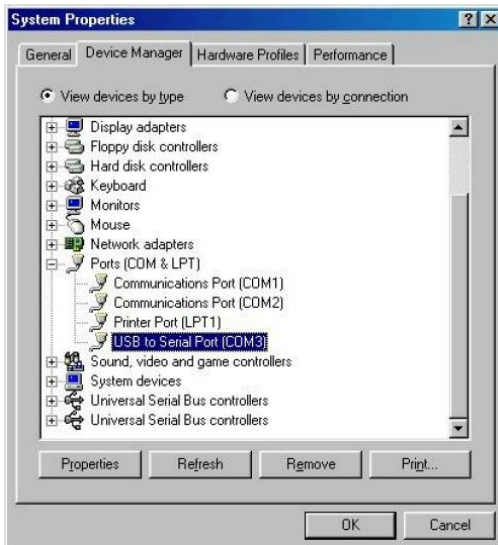 System Properties
General Device Manager Hardware Profiles Performance
View devices by type View devices by connection
Display adapters
Floppy disk controllers
Hard disk controllers
Keyboard
Monitors
Mouse
Network adapters
Ports (COM & LPT)
Communications Port (COM1)
Communications Port (COM2)
Printer Port (LPT1)
USB to Serial Port (COM3)
Sound, video and game controllers
System devices
Universal Serial Bus controllers
Universal Serial Bus controllers
Properties Refresh Remove Print...
OK Cancel